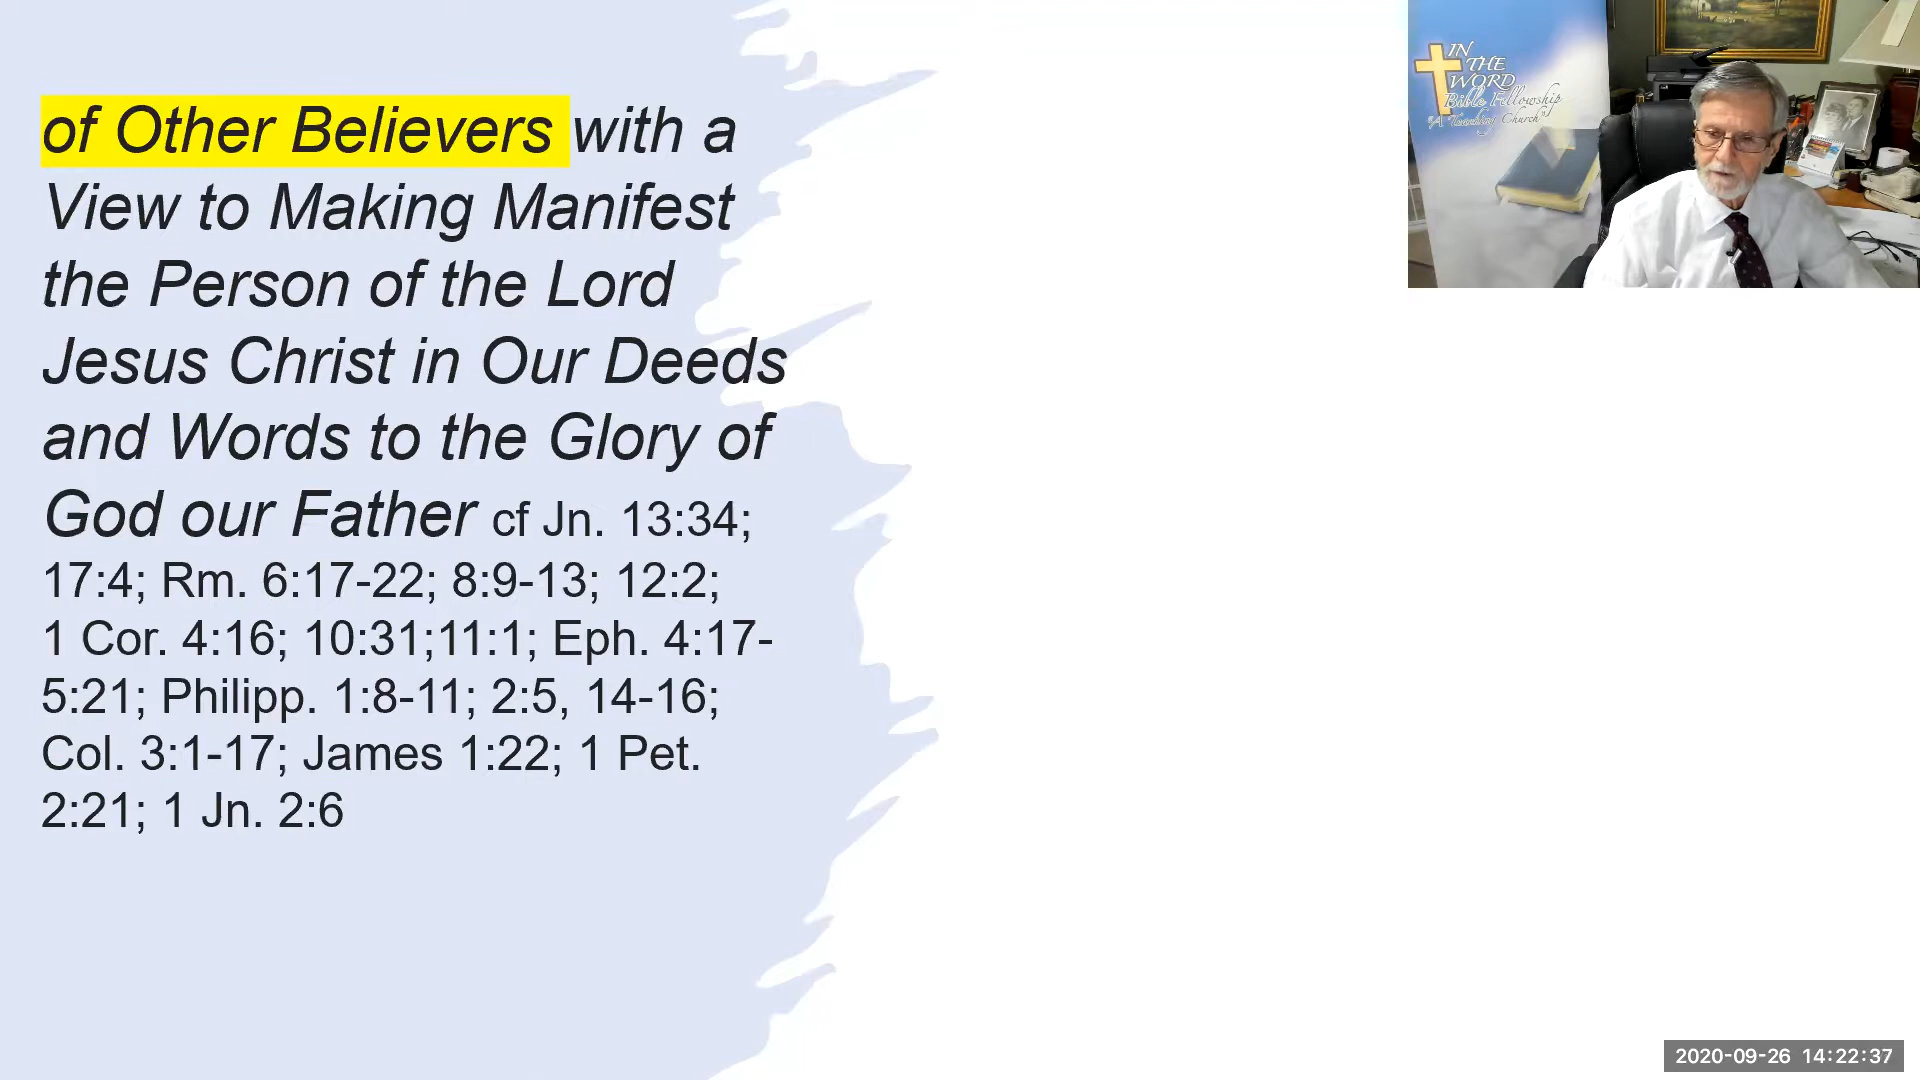 of Other Believers with a
View to Making Manifest
the Person of the Lord
Jesus Christ in Our Deeds
and Words to the Glory of
God our Father cf Jn. 13:34;
17:4; Rm. 6:17-22; 8:9-13; 12:2;
1 Cor. 4:16; 10:31;11:1; Eph. 4:17-
5:21; Philipp. 1:8-11; 2:5, 14-16;
Col. 3:1-17; James 1:22; 1 Pet.
2:21; 1 Jn. 2:6
IN
THE
WORD
Bible Fellowship
"A Teaching Church"
2020-09-26 14:22:37